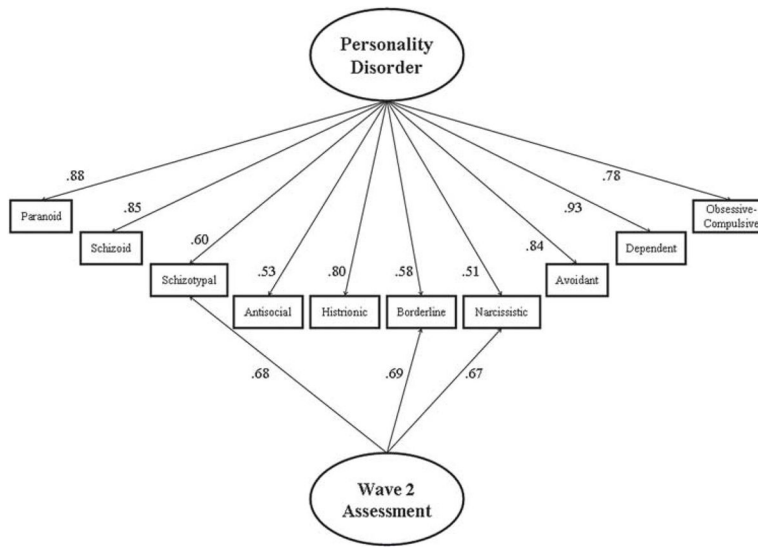 Personality
Disorder
.88
.85
.60
.53
.80
.58
.51
.84
.93
.78
Paranoid
Schizoid
Schizotypal
Antisocial
Histrionic
Borderline
Narcissistic
Avoidant
Dependent
Obsessive-
Compulsive
.68
.69
.67
Wave 2
Assessment